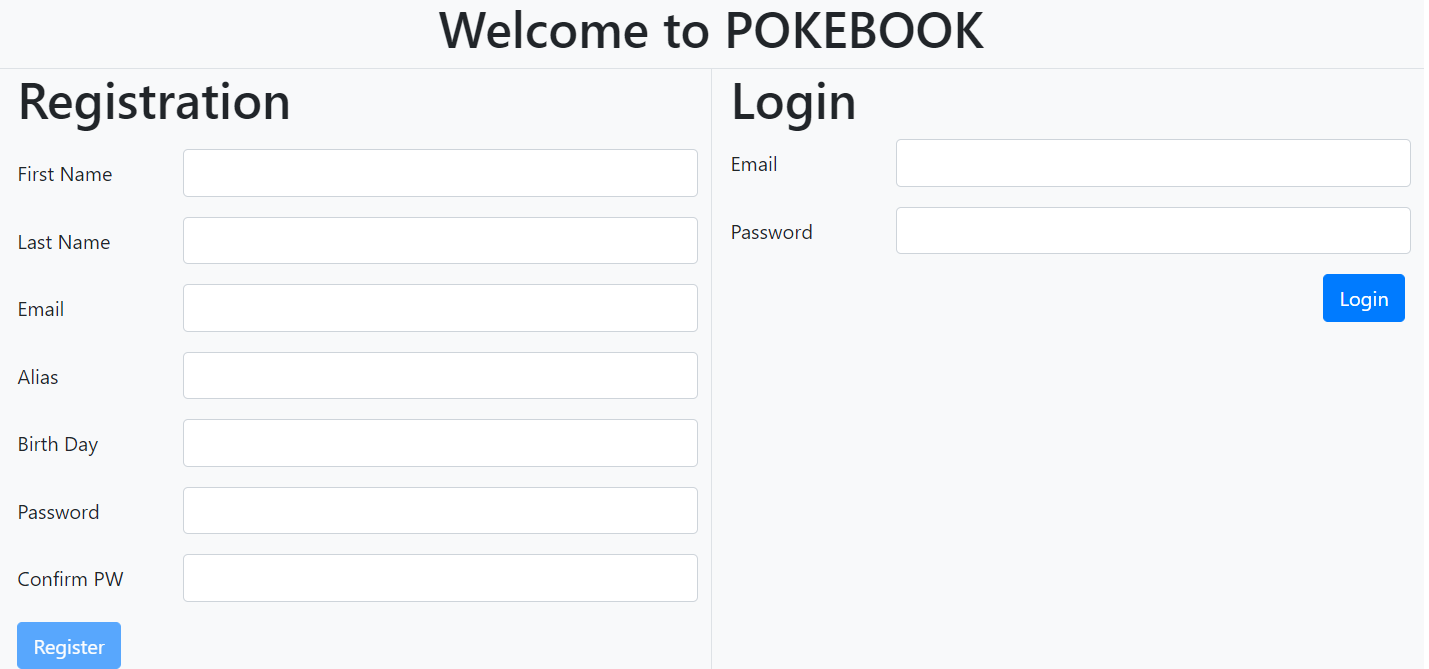 Welcome to POKEBOOK
Registration
First Name
Last Name
Email
Alias
Birth Day
Password
Confirm PW
Register
Login
Email
Password
Login